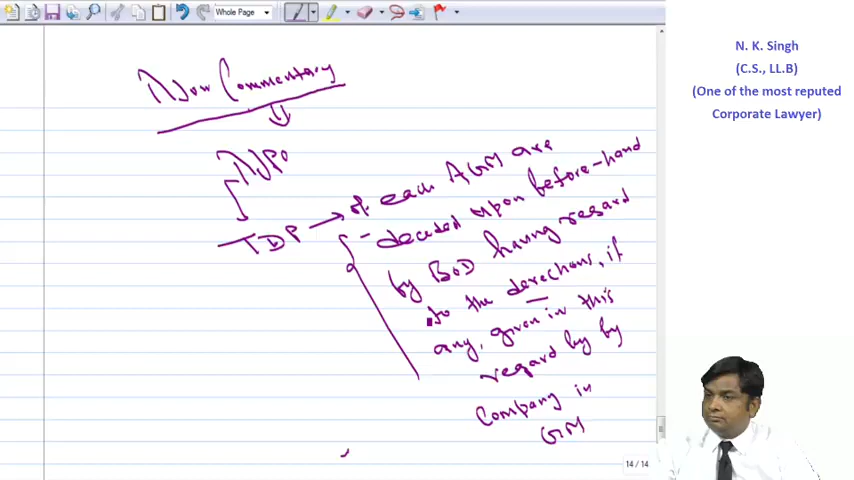 Whole Page
N. K. Singh
(C.S., LL.B)
(One of the most reputed
Corporate Lawyer)
Now Commentary
TDP → of each AGM are
decided upon before-hand
by BoD having regard
to the directions, if
any, given in this
regard by by
Company in
GM
14 / 14